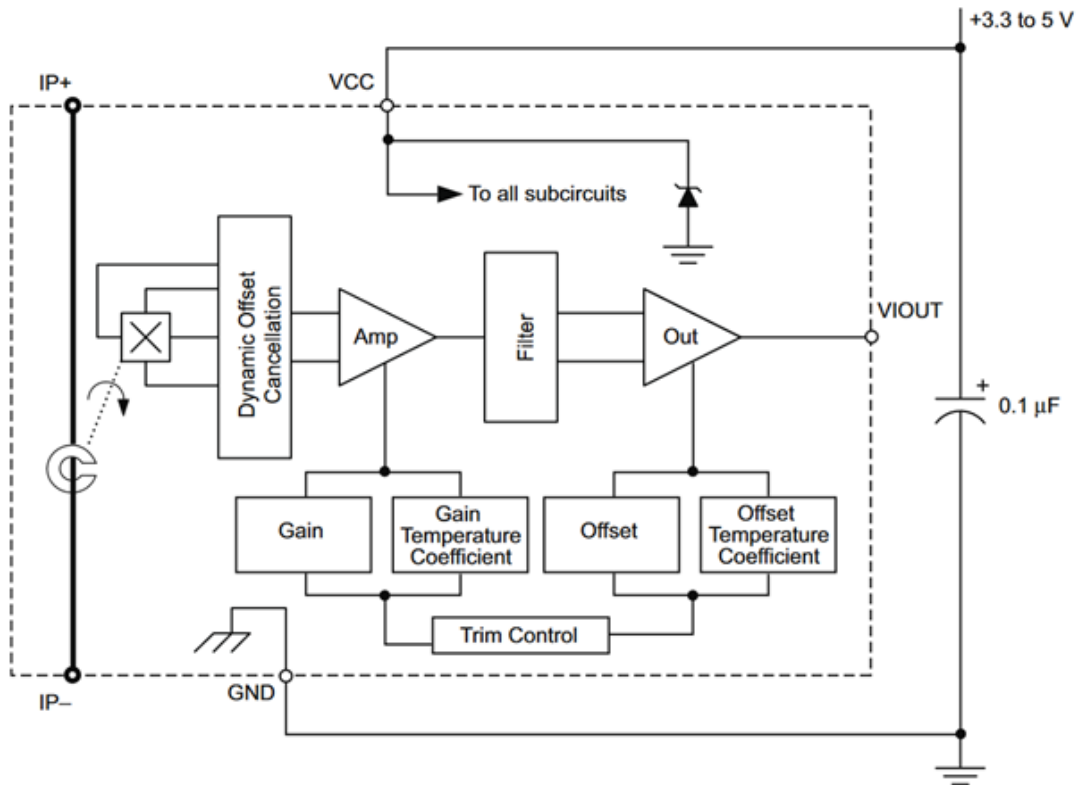 +3.3 to 5 V
IP+
VCC
To all subcircuits
Dynamic Offset
Cancellation
Amp
Filter
Out
VIOUT
+
0.1 µF
Gain
Gain
Temperature
Coefficient
Offset
Offset
Temperature
Coefficient
Trim Control
GND
IP–